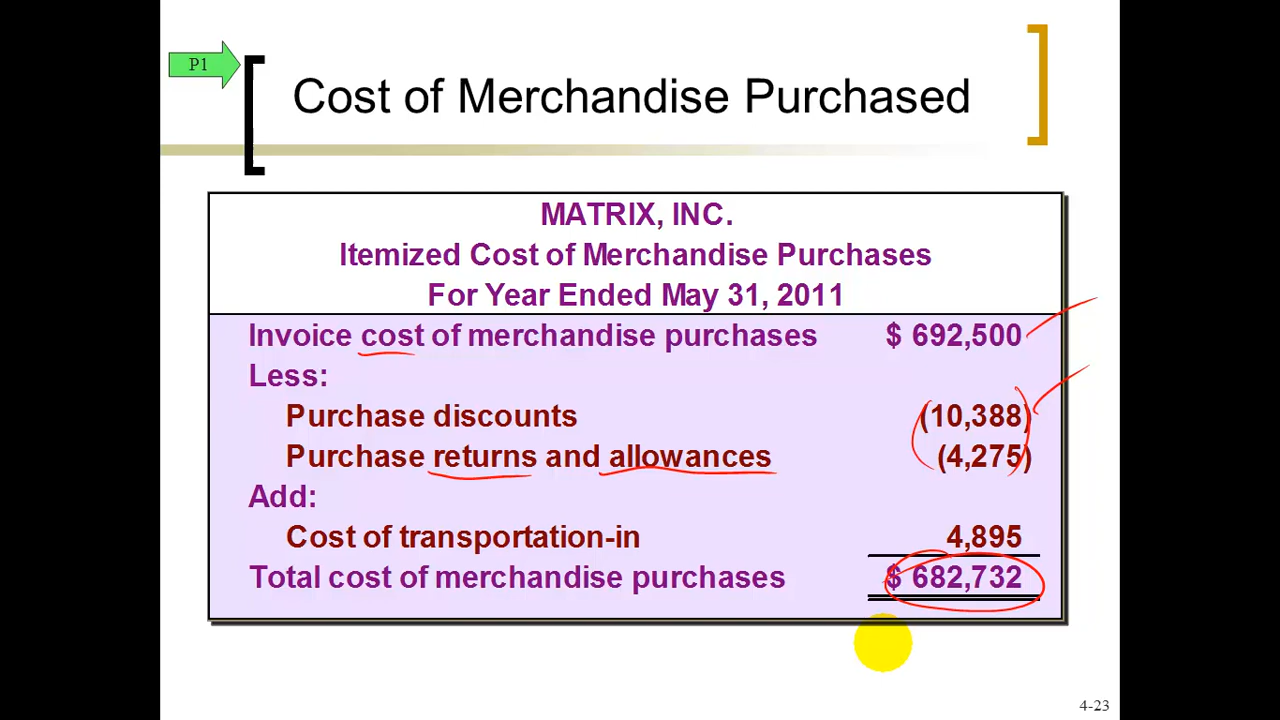 P1
Cost of Merchandise Purchased
MATRIX, INC.
Itemized Cost of Merchandise Purchases
For Year Ended May 31, 2011
Invoice cost of merchandise purchases $ 692,500
Less:
Purchase discounts (10,388)
Purchase returns and allowances (4,275)
Add:
Cost of transportation-in 4,895
Total cost of merchandise purchases $ 682,732
4-23